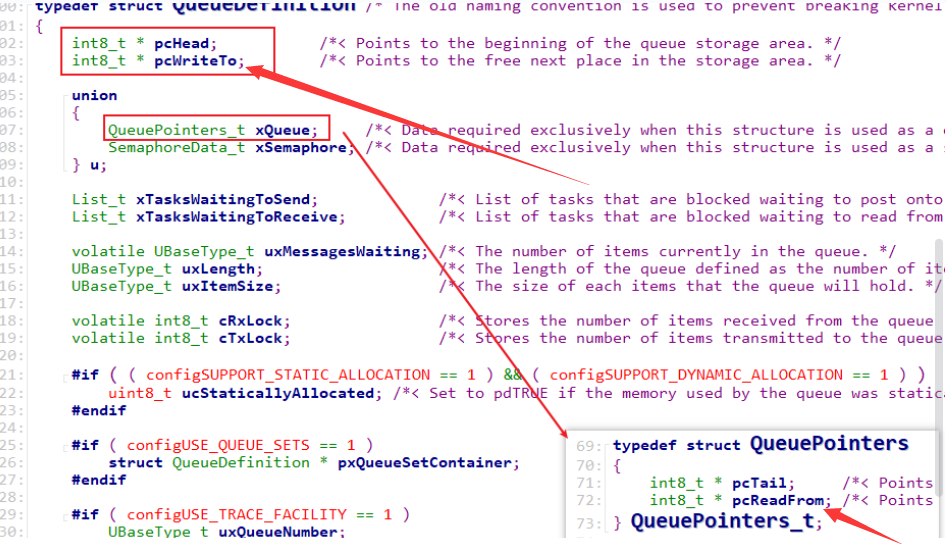 00: typedef struct QueueDefinition /* The old naming convention is used to prevent breaking kernel
01: {
02: int8_t * pcHead; /*< Points to the beginning of the queue storage area. */
03: int8_t * pcWriteTo; /*< Points to the free next place in the storage area. */
04:
05: union
06: {
07: QueuePointers_t xQueue; /*< Data required exclusively when this structure is used as a
08: SemaphoreData_t xSemaphore; /*< Data required exclusively when this structure is used as a
09: } u;
10:
11: List_t xTasksWaitingToSend; /*< List of tasks that are blocked waiting to post onto
12: List_t xTasksWaitingToReceive; /*< List of tasks that are blocked waiting to read from
13:
14: volatile UBaseType_t uxMessagesWaiting; /*< The number of items currently in the queue. */
15: UBaseType_t uxLength; /*< The length of the queue defined as the number of ite
16: UBaseType_t uxItemSize; /*< The size of each items that the queue will hold. */
17:
18: volatile int8_t cRxLock; /*< Stores the number of items received from the queue
19: volatile int8_t cTxLock; /*< Stores the number of items transmitted to the queue
20:
21: #if ( ( configSUPPORT_STATIC_ALLOCATION == 1 ) && ( configSUPPORT_DYNAMIC_ALLOCATION == 1 ) )
22: uint8_t ucStaticallyAllocated; /*< Set to pdTRUE if the memory used by the queue was statica
23: #endif
24:
25: #if ( configUSE_QUEUE_SETS == 1 )
26: struct QueueDefinition * pxQueueSetContainer;
27: #endif
28:
29: #if ( configUSE_TRACE_FACILITY == 1 )
30: UBaseType_t uxQueueNumber;
69: typedef struct QueuePointers
70: {
71: int8_t * pcTail; /*< Points
72: int8_t * pcReadFrom; /*< Points
73: } QueuePointers_t;